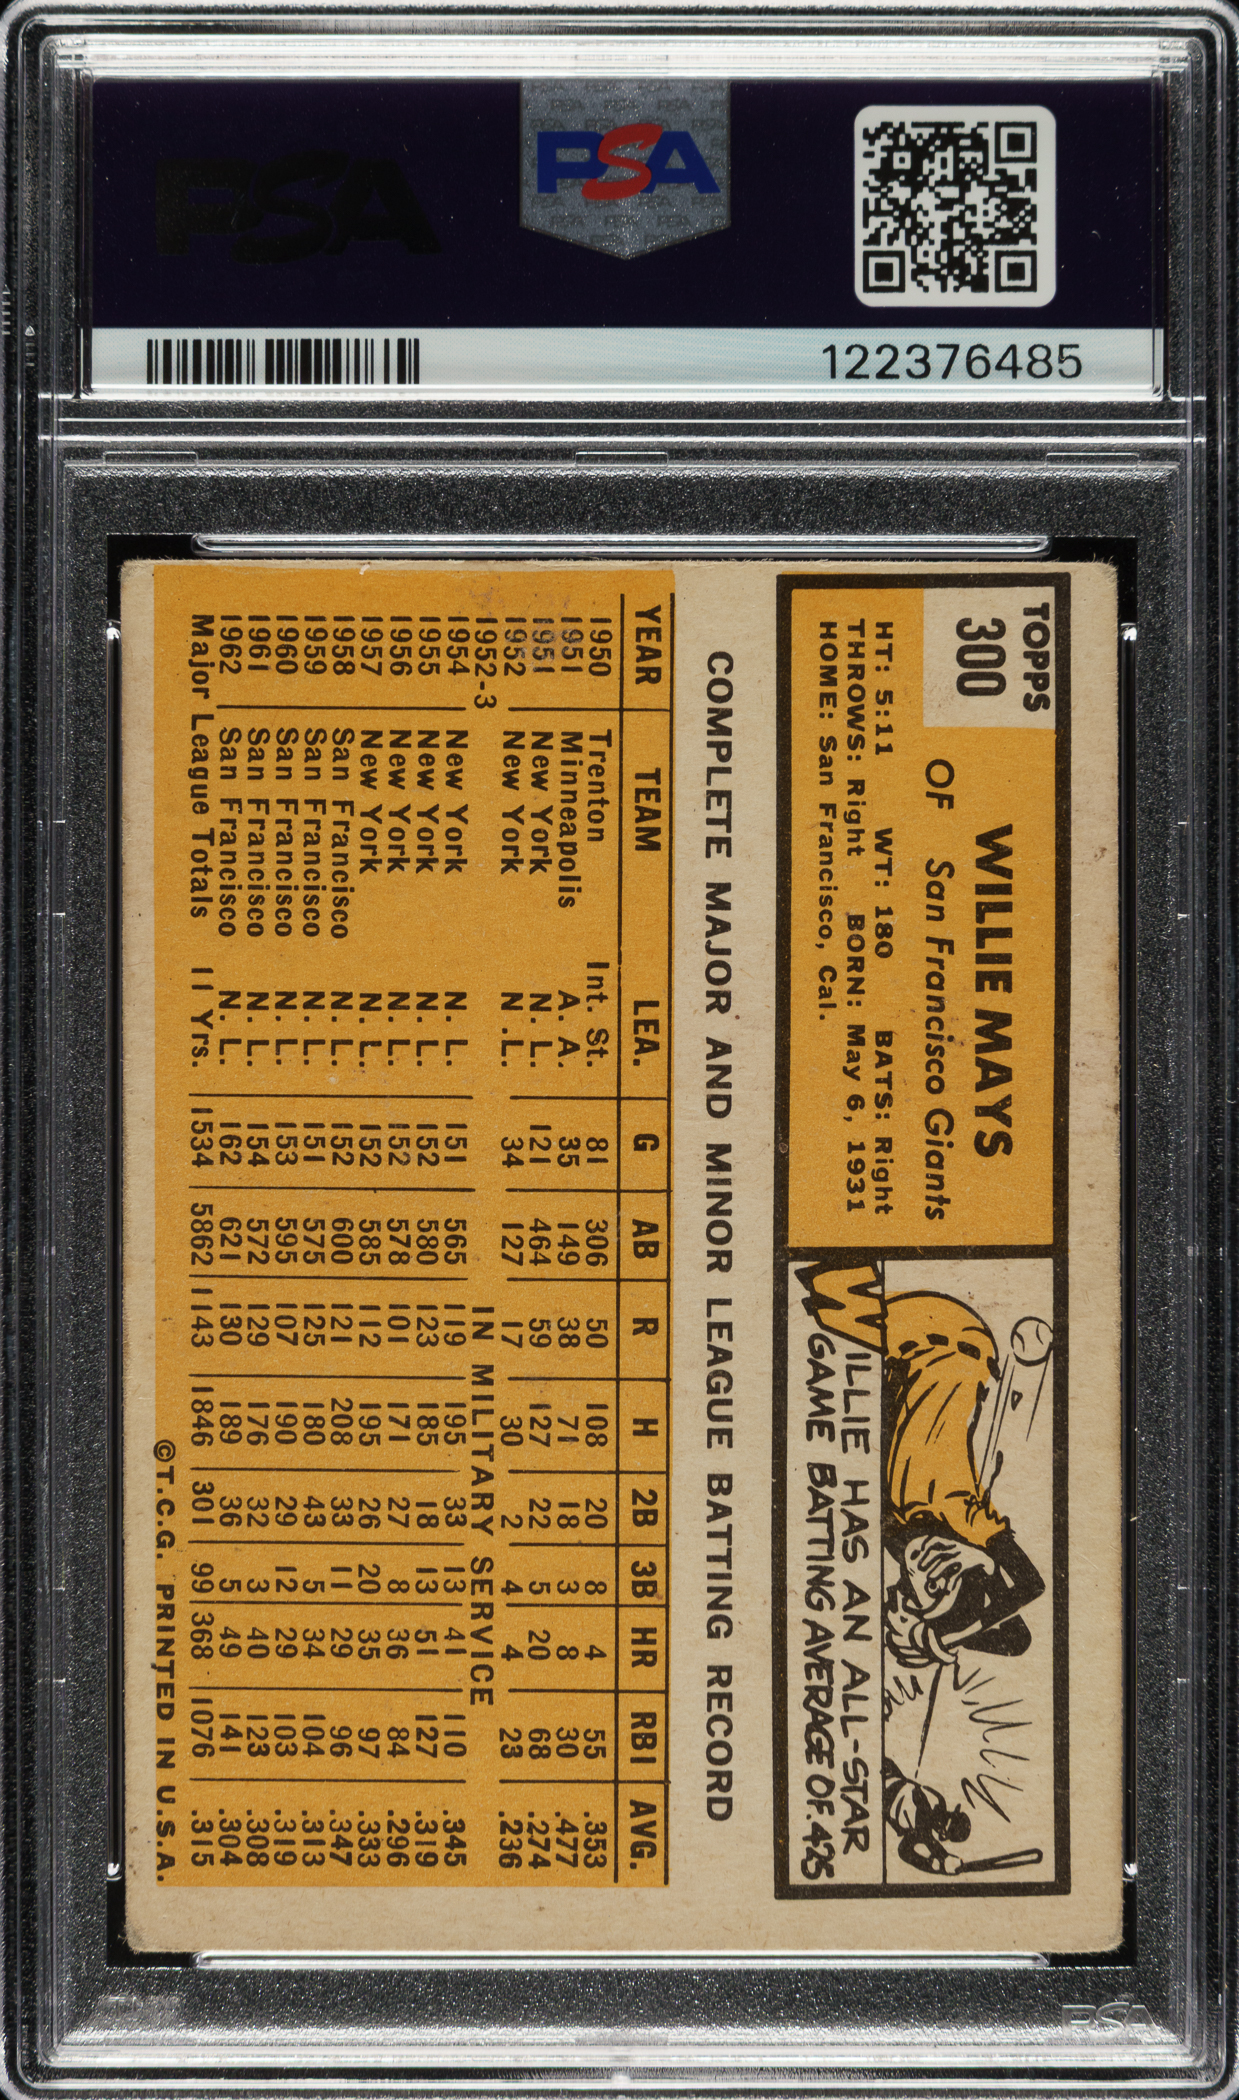 PSA
PSA
122376485
TOPPS
300
WILLIE MAYS
OF San Francisco Giants
HT: 5:11 WT: 180 BATS: Right
THROWS: Right BORN: May 6, 1931
HOME: San Francisco, Cal.
WILLIE HAS AN ALL-STAR
GAME BATTING AVERAGE OF .425
COMPLETE MAJOR AND MINOR LEAGUE BATTING RECORD
YEAR TEAM LEA. G AB R H 2B 3B HR RBI AVG.
1950 Trenton Int. St. 81 306 50 108 20 8 4 55 .353
1951 Minneapolis A. A. 35 149 38 71 18 3 8 30 .477
1951 New York N. L. 121 464 59 127 22 5 20 68 .274
1952 New York N .L. 34 127 17 30 2 4 4 23 .236
1952-3 IN MILITARY SERVICE
1954 New York N. L. 151 565 119 195 33 13 41 110 .345
1955 New York N. L. 152 580 123 185 18 13 51 127 .319
1956 New York N. L. 152 578 101 171 27 8 36 84 .296
1957 New York N. L. 152 585 112 195 26 20 35 97 .333
1958 San Francisco N. L. 152 600 121 208 33 11 29 96 .347
1959 San Francisco N. L. 151 575 125 180 43 5 34 104 .313
1960 San Francisco N. L. 153 595 107 190 29 12 29 103 .319
1961 San Francisco N. L. 154 572 129 176 32 3 40 123 .308
1962 San Francisco N. L. 162 621 130 189 36 5 49 141 .304
Major League Totals 11 Yrs. 1534 5862 1143 1846 301 99 368 1076 .315
©T.C.G. PRINTED IN U.S.A.
PSA